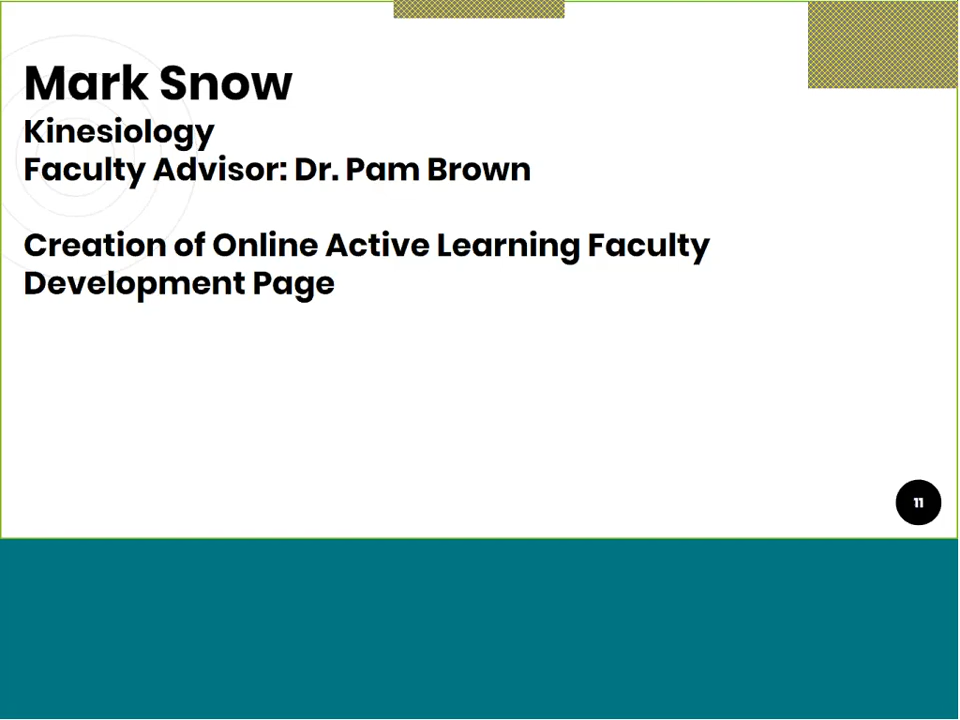 Mark Snow
Kinesiology
Faculty Advisor: Dr. Pam Brown
Creation of Online Active Learning Faculty
Development Page
11